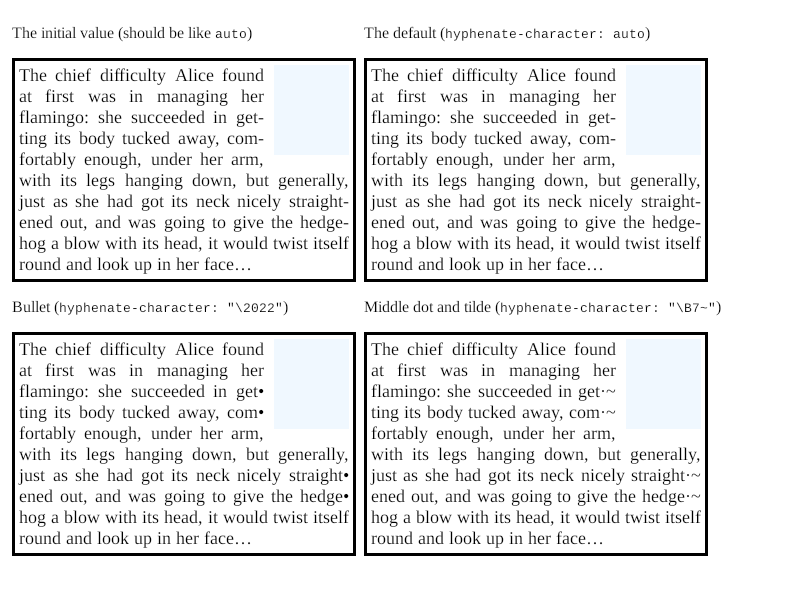 The initial value (should be like auto)
The chief difficulty Alice found
at first was in managing her
flamingo: she succeeded in get-
ting its body tucked away, com-
fortably enough, under her arm,
with its legs hanging down, but generally,
just as she had got its neck nicely straight-
ened out, and was going to give the hedge-
hog a blow with its head, it would twist itself
round and look up in her face…
The default (hyphenate-character: auto)
The chief difficulty Alice found
at first was in managing her
flamingo: she succeeded in get-
ting its body tucked away, com-
fortably enough, under her arm,
with its legs hanging down, but generally,
just as she had got its neck nicely straight-
ened out, and was going to give the hedge-
hog a blow with its head, it would twist itself
round and look up in her face…
Bullet (hyphenate-character: "\2022")
The chief difficulty Alice found
at first was in managing her
flamingo: she succeeded in get•
ting its body tucked away, com•
fortably enough, under her arm,
with its legs hanging down, but generally,
just as she had got its neck nicely straight•
ened out, and was going to give the hedge•
hog a blow with its head, it would twist itself
round and look up in her face…
Middle dot and tilde (hyphenate-character: "\B7~")
The chief difficulty Alice found
at first was in managing her
flamingo: she succeeded in get·~
ting its body tucked away, com·~
fortably enough, under her arm,
with its legs hanging down, but generally,
just as she had got its neck nicely straight·~
ened out, and was going to give the hedge·~
hog a blow with its head, it would twist itself
round and look up in her face…